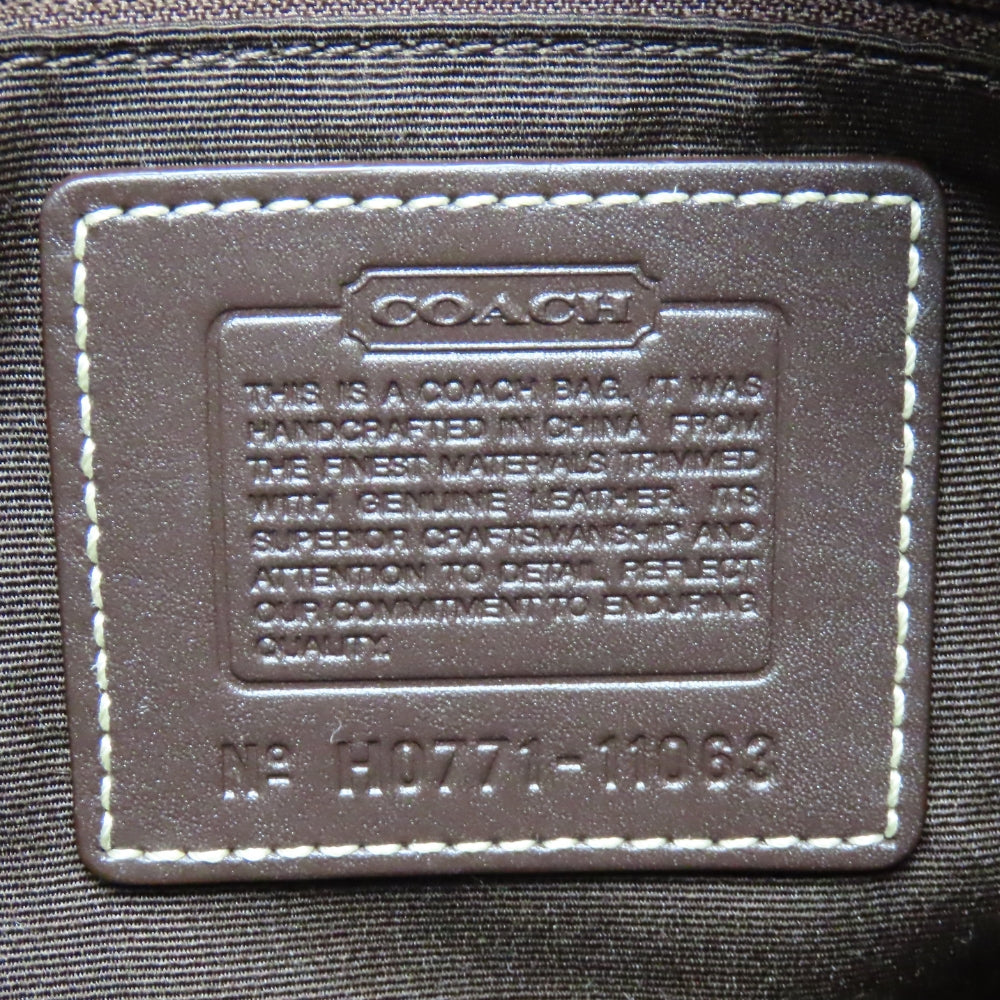 COACH
THIS IS A COACH BAG. IT WAS
HANDCRAFTED IN CHINA FROM
THE FINEST MATERIALS TRIMMED
WITH GENUINE LEATHER. ITS
SUPERIOR CRAFTSMANSHIP AND
ATTENTION TO DETAIL REFLECT
OUR COMMITMENT TO ENDURING
QUALITY.
Nº H0771-11063